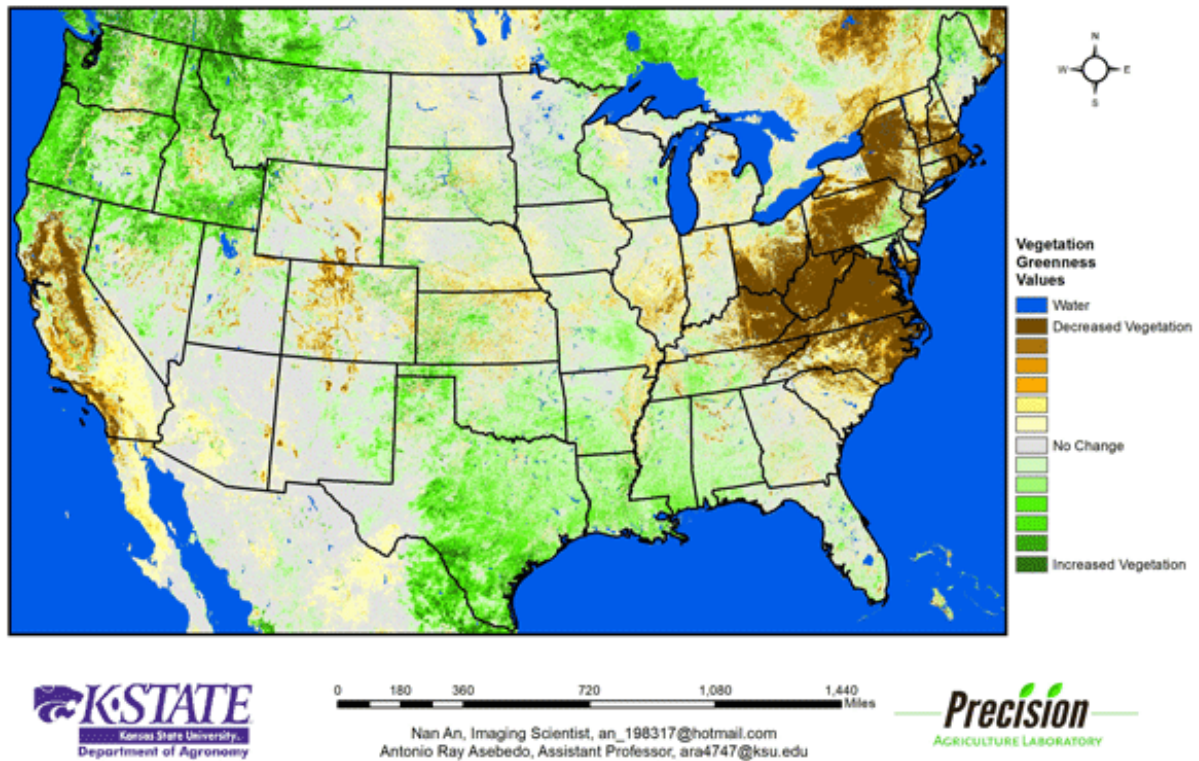 N
W E
S
Vegetation
Greenness
Values
Water
Decreased Vegetation
No Change
Increased Vegetation
K-STATE
Kansas State University.
Department of Agronomy
0 180 360 720 1,080 1,440
Miles
Nan An, Imaging Scientist, an_198317@hotmail.com
Antonio Ray Asebedo, Assistant Professor, ara4747@ksu.edu
Precision
AGRICULTURE LABORATORY